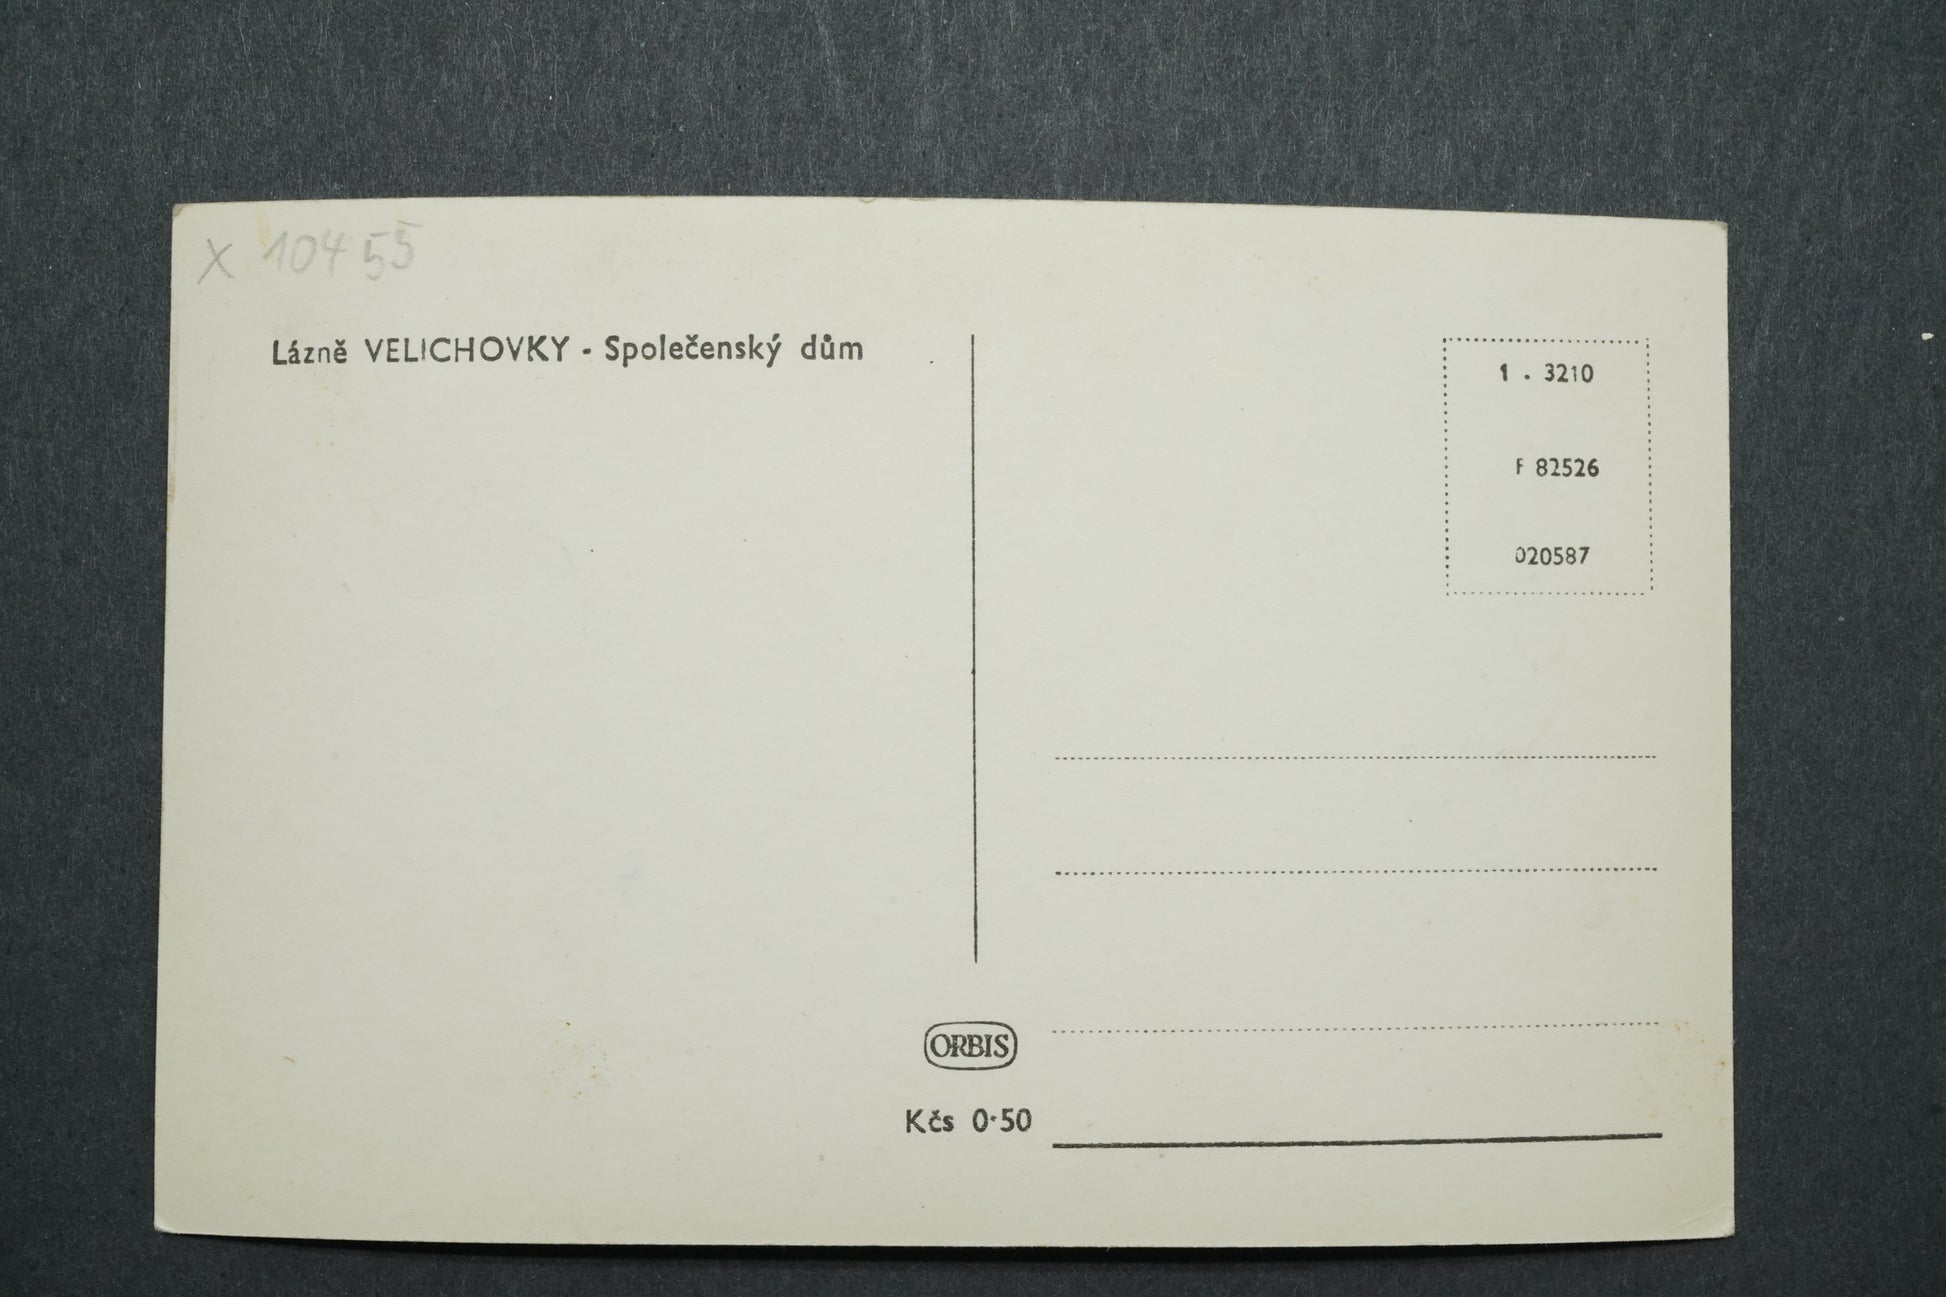 x 10455
Lázně VELICHOVKY - Společenský dům
1 . 3210
F 82526
020587
ORBIS
Kčs 0·50